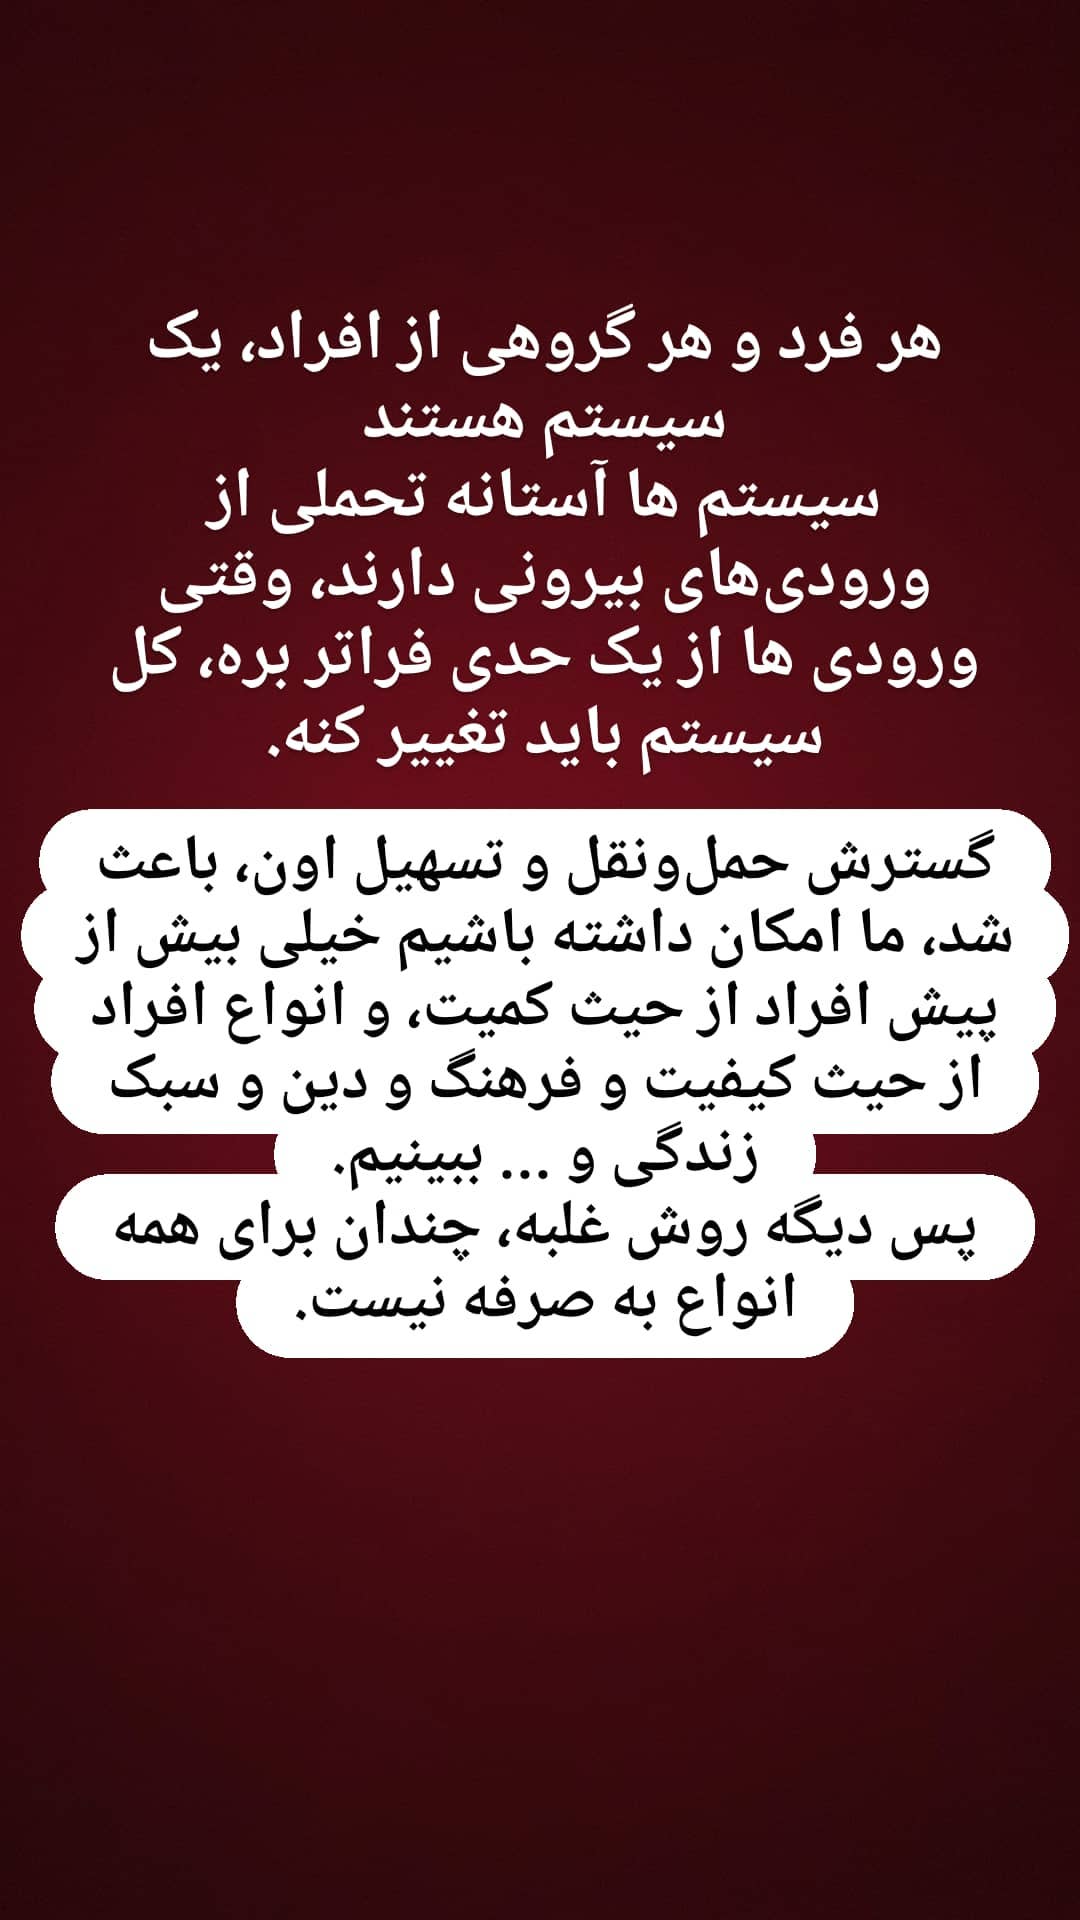 هر فرد و هر گروهی از افراد، یک
سیستم هستند
سیستم ها آستانه تحملی از
ورودی‌های بیرونی دارند، وقتی
ورودی ها از یک حدی فراتر بره، کل
سیستم باید تغییر کنه.
گسترش حمل‌ونقل و تسهیل اون، باعث
شد، ما امکان داشته باشیم خیلی بیش از
پیش افراد از حیث کمیت، و انواع افراد
از حیث کیفیت و فرهنگ و دین و سبک
زندگی و ... ببینیم.
پس دیگه روش غلبه، چندان برای همه
انواع به صرفه نیست.